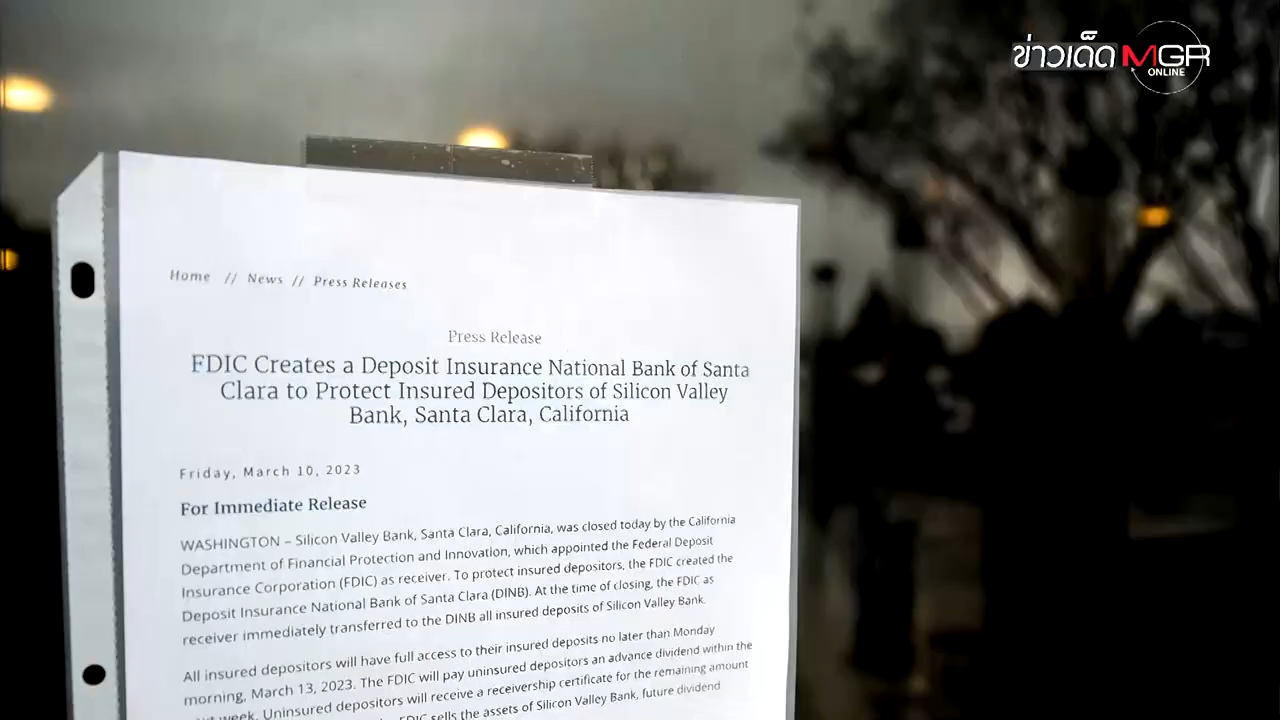 ข่าวเด็ด MGR
ONLINE
Home // News // Press Releases
Press Release
FDIC Creates a Deposit Insurance National Bank of Santa
Clara to Protect Insured Depositors of Silicon Valley
Bank, Santa Clara, California
Friday, March 10, 2023
For Immediate Release
WASHINGTON – Silicon Valley Bank, Santa Clara, California, was closed today by the California
Department of Financial Protection and Innovation, which appointed the Federal Deposit
Insurance Corporation (FDIC) as receiver. To protect insured depositors, the FDIC created the
Deposit Insurance National Bank of Santa Clara (DINB). At the time of closing, the FDIC as
receiver immediately transferred to the DINB all insured deposits of Silicon Valley Bank.
All insured depositors will have full access to their insured deposits no later than Monday
morning, March 13, 2023. The FDIC will pay uninsured depositors an advance dividend within the
week. Uninsured depositors will receive a receivership certificate for the remaining amount
FDIC sells the assets of Silicon Valley Bank, future dividend